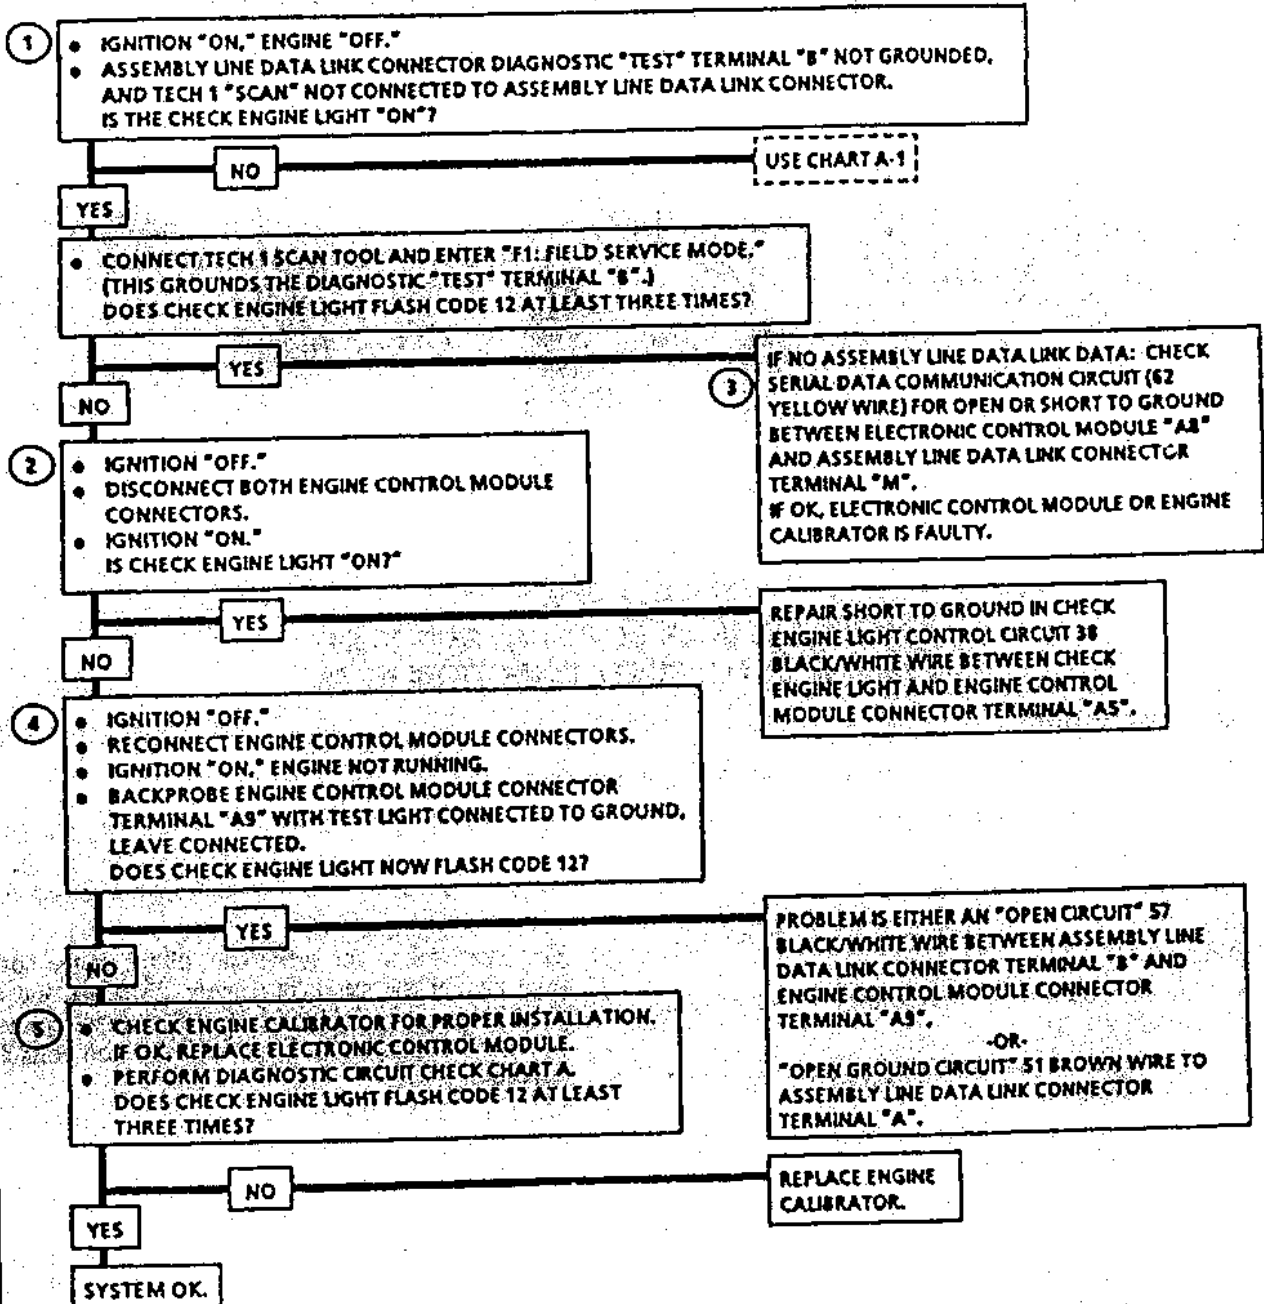 1
• IGNITION "ON," ENGINE "OFF."
• ASSEMBLY LINE DATA LINK CONNECTOR DIAGNOSTIC "TEST" TERMINAL "B" NOT GROUNDED,
AND TECH 1 "SCAN" NOT CONNECTED TO ASSEMBLY LINE DATA LINK CONNECTOR.
IS THE CHECK ENGINE LIGHT "ON"?
NO
USE CHART A-1
YES
• CONNECT TECH 1 SCAN TOOL AND ENTER "F1: FIELD SERVICE MODE."
(THIS GROUNDS THE DIAGNOSTIC "TEST" TERMINAL "B".)
DOES CHECK ENGINE LIGHT FLASH CODE 12 AT LEAST THREE TIMES?
YES
3
IF NO ASSEMBLY LINE DATA LINK DATA: CHECK
SERIAL DATA COMMUNICATION CIRCUIT (62
YELLOW WIRE) FOR OPEN OR SHORT TO GROUND
BETWEEN ELECTRONIC CONTROL MODULE "A8"
AND ASSEMBLY LINE DATA LINK CONNECTOR
TERMINAL "M".
IF OK, ELECTRONIC CONTROL MODULE OR ENGINE
CALIBRATOR IS FAULTY.
NO
2
• IGNITION "OFF."
• DISCONNECT BOTH ENGINE CONTROL MODULE
CONNECTORS.
• IGNITION "ON."
IS CHECK ENGINE LIGHT "ON?"
YES
REPAIR SHORT TO GROUND IN CHECK
ENGINE LIGHT CONTROL CIRCUIT 38
BLACK/WHITE WIRE BETWEEN CHECK
ENGINE LIGHT AND ENGINE CONTROL
MODULE CONNECTOR TERMINAL "A5".
NO
4
• IGNITION "OFF."
• RECONNECT ENGINE CONTROL MODULE CONNECTORS.
• IGNITION "ON," ENGINE NOT RUNNING.
• BACKPROBE ENGINE CONTROL MODULE CONNECTOR
TERMINAL "A9" WITH TEST LIGHT CONNECTED TO GROUND,
LEAVE CONNECTED.
DOES CHECK ENGINE LIGHT NOW FLASH CODE 12?
YES
PROBLEM IS EITHER AN "OPEN CIRCUIT" 57
BLACK/WHITE WIRE BETWEEN ASSEMBLY LINE
DATA LINK CONNECTOR TERMINAL "B" AND
ENGINE CONTROL MODULE CONNECTOR
TERMINAL "A9".
-OR-
"OPEN GROUND CIRCUIT" 51 BROWN WIRE TO
ASSEMBLY LINE DATA LINK CONNECTOR
TERMINAL "A".
NO
5
• CHECK ENGINE CALIBRATOR FOR PROPER INSTALLATION.
IF OK, REPLACE ELECTRONIC CONTROL MODULE.
• PERFORM DIAGNOSTIC CIRCUIT CHECK CHART A.
DOES CHECK ENGINE LIGHT FLASH CODE 12 AT LEAST
THREE TIMES?
NO
REPLACE ENGINE
CALIBRATOR.
YES
SYSTEM OK.